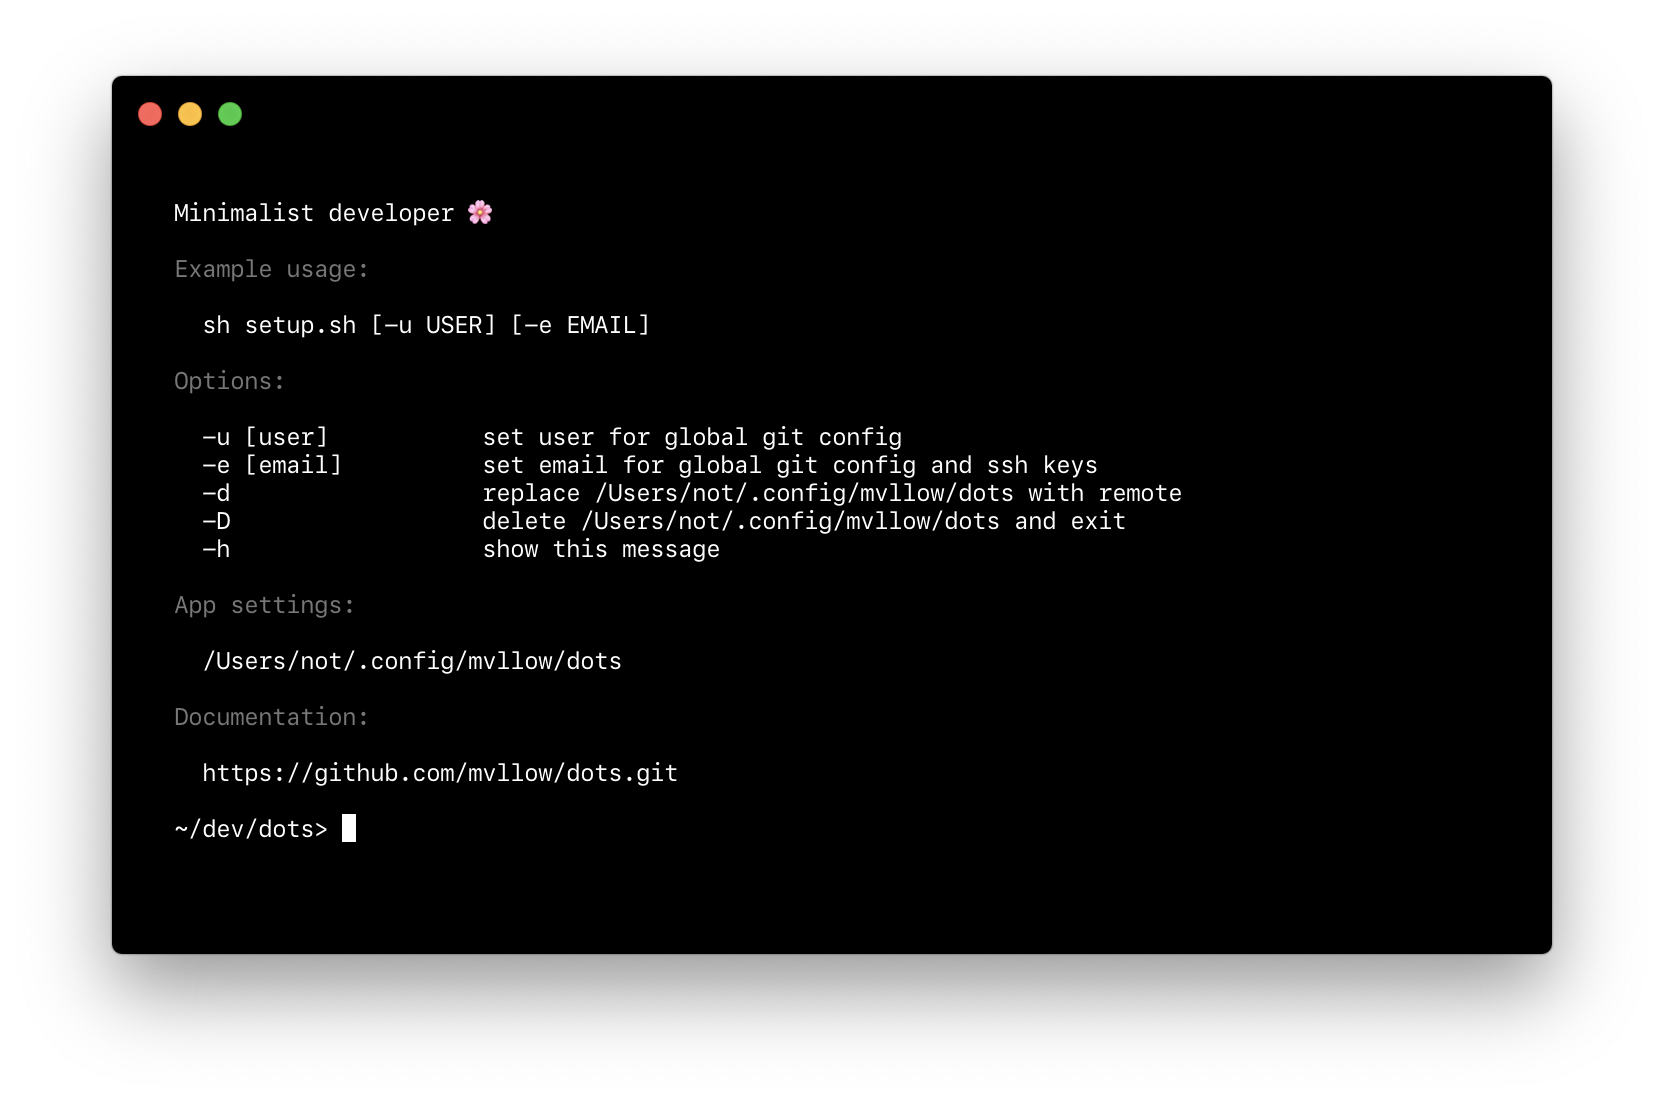 Minimalist developer 🌸
Example usage:
sh setup.sh [-u USER] [-e EMAIL]
Options:
-u [user]           set user for global git config
-e [email]          set email for global git config and ssh keys
-d                  replace /Users/not/.config/mvllow/dots with remote
-D                  delete /Users/not/.config/mvllow/dots and exit
-h                  show this message
App settings:
/Users/not/.config/mvllow/dots
Documentation:
https://github.com/mvllow/dots.git
~/dev/dots>